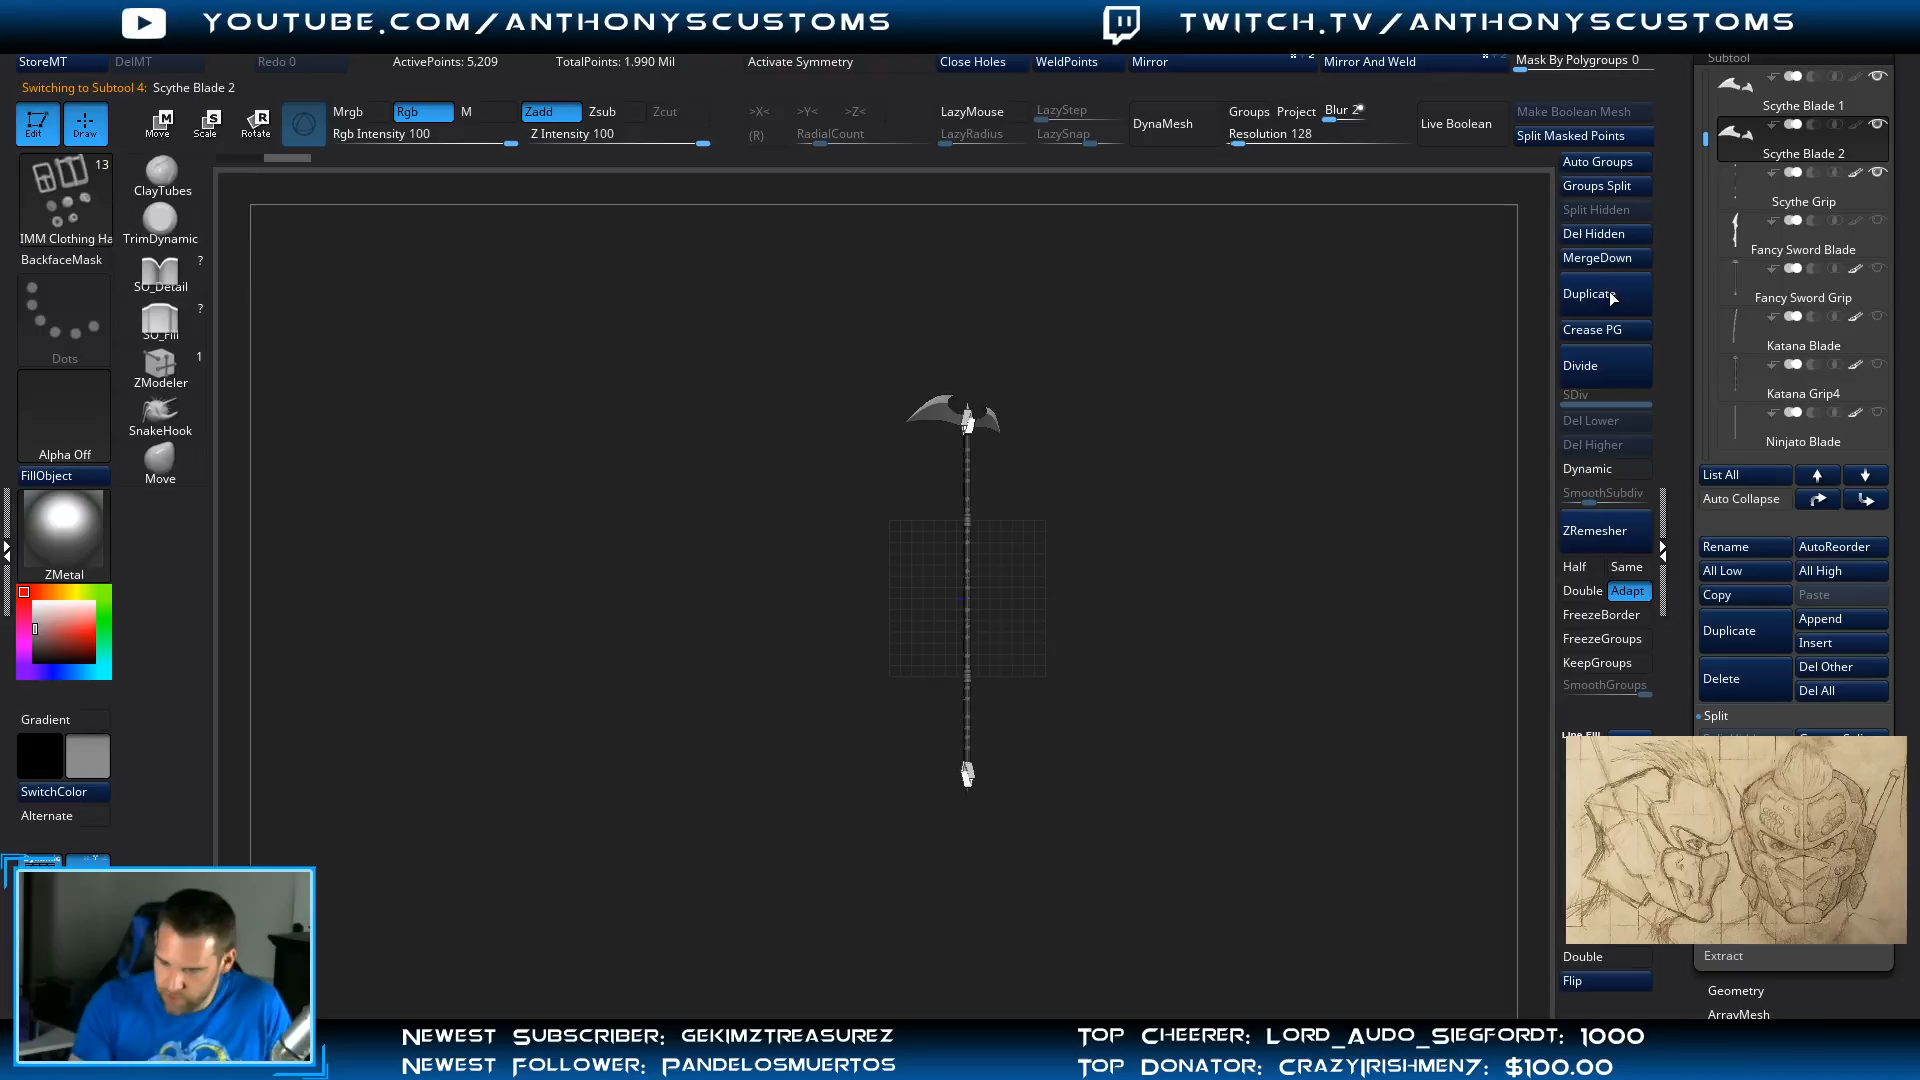 YOUTUBE.COM/ANTHONYSCUSTOMS
TWITCH.TV/ANTHONYSCUSTOMS
StoreMT
DelMT
Redo 0
ActivePoints: 5,209
TotalPoints: 1.990 Mil
Activate Symmetry
Close Holes
WeldPoints
Mirror
Mirror And Weld
Mask By Polygroups 0
Subtool
Switching to Subtool 4: Scythe Blade 2
Edit
Draw
Move
Scale
Rotate
Mrgb
Rgb
M
Zadd
Zsub
Zcut
Rgb Intensity 100
Z Intensity 100
>X<
>Y<
>Z<
(R)
RadialCount
LazyMouse
LazyStep
LazyRadius
LazySnap
DynaMesh
Groups
Project
Blur 2
Resolution 128
Live Boolean
Make Boolean Mesh
Split Masked Points
13
IMM Clothing Ha
BackfaceMask
Dots
Alpha Off
FillObject
ZMetal
Gradient
SwitchColor
Alternate
ClayTubes
TrimDynamic
?
SO_Detail
?
SO_Fill
1
ZModeler
SnakeHook
Move
Auto Groups
Groups Split
Split Hidden
Del Hidden
MergeDown
Duplicate
Crease PG
Divide
SDiv
Del Lower
Del Higher
Dynamic
SmoothSubdiv
ZRemesher
Half
Same
Double
Adapt
FreezeBorder
FreezeGroups
KeepGroups
SmoothGroups
Double
Flip
Scythe Blade 1
Scythe Blade 2
Scythe Grip
Fancy Sword Blade
Fancy Sword Grip
Katana Blade
Katana Grip4
Ninjato Blade
List All
Auto Collapse
Rename
AutoReorder
All Low
All High
Copy
Paste
Duplicate
Append
Insert
Delete
Del Other
Del All
Split
Extract
Geometry
ArrayMesh
Newest Subscriber: gekimztreasurez
Newest Follower: Pandelosmuertos
Top Cheerer: Lord_Audo_Siegfordt: 1000
Top Donator: CrazyIrishmen7: $100.00